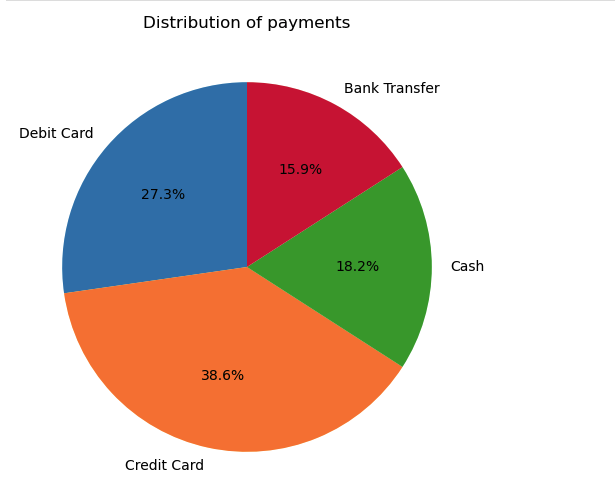 Distribution of payments
Bank Transfer
Debit Card
15.9%
27.3%
18.2%
Cash
38.6%
Credit Card